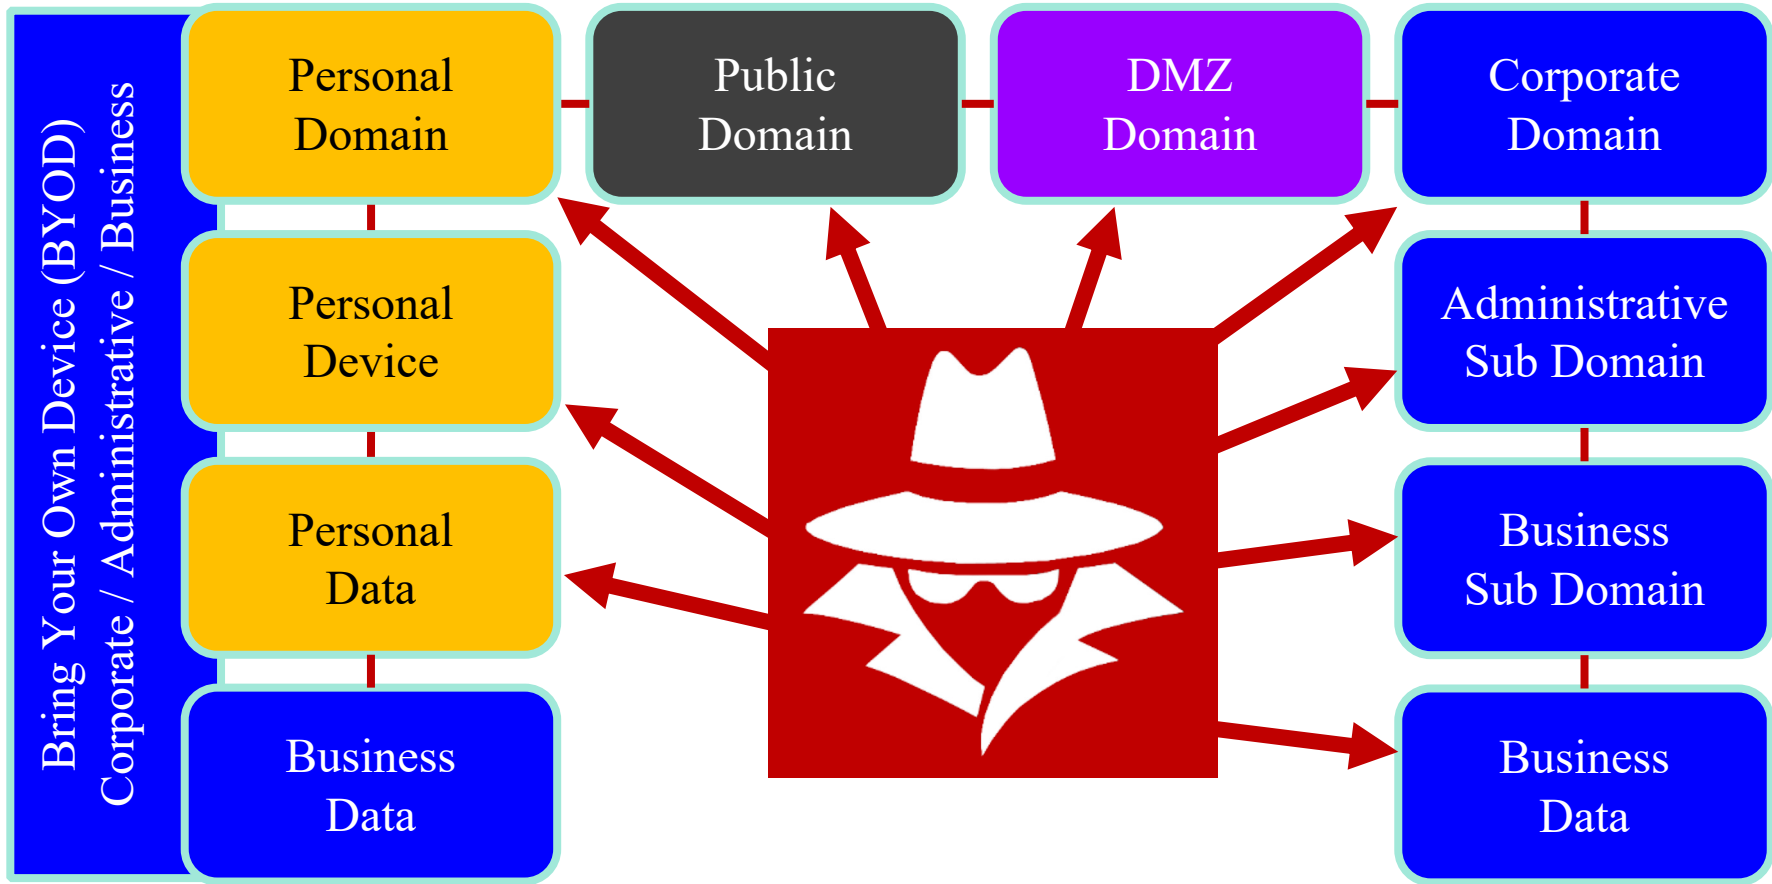 Bring Your Own Device (BYOD)
Corporate / Administrative / Business
Personal
Domain
Public
Domain
DMZ
Domain
Corporate
Domain
Personal
Device
Administrative
Sub Domain
Personal
Data
Business
Sub Domain
Business
Data
Business
Data